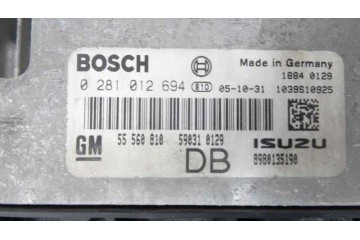 BOSCH Made in Germany
1884 0129
0 281 012 694 810 05-10-31 1039S10925
GM 55 560 810 59031 0129 ISUZU
DB 8980135190